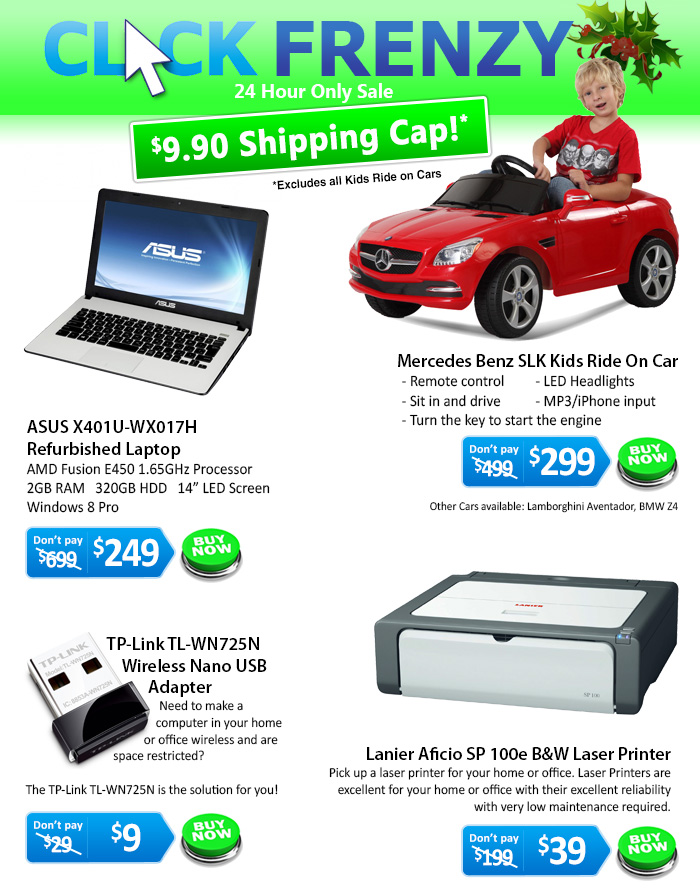 CLICK FRENZY
24 Hour Only Sale
$9.90 Shipping Cap!*
*Excludes all Kids Ride on Cars
ASUS
ASUS
Mercedes Benz SLK Kids Ride On Car
- Remote control - LED Headlights
- Sit in and drive - MP3/iPhone input
- Turn the key to start the engine
Don't pay
$499 $299
BUY NOW
Other Cars available: Lamborghini Aventador, BMW Z4
ASUS X401U-WX017H
Refurbished Laptop
AMD Fusion E450 1.65GHz Processor
2GB RAM 320GB HDD 14” LED Screen
Windows 8 Pro
Don't pay
$699 $249
BUY NOW
TP-LINK
Model:TL-WN725N
TP-Link TL-WN725N
Wireless Nano USB
Adapter
Need to make a
computer in your home
or office wireless and are
space restricted?
The TP-Link TL-WN725N is the solution for you!
Don't pay
$29 $9
BUY NOW
LANIER
SP 100
Lanier Aficio SP 100e B&W Laser Printer
Pick up a laser printer for your home or office. Laser Printers are
excellent for your home or office with their excellent reliability
with very low maintenance required.
Don't pay
$199 $39
BUY NOW